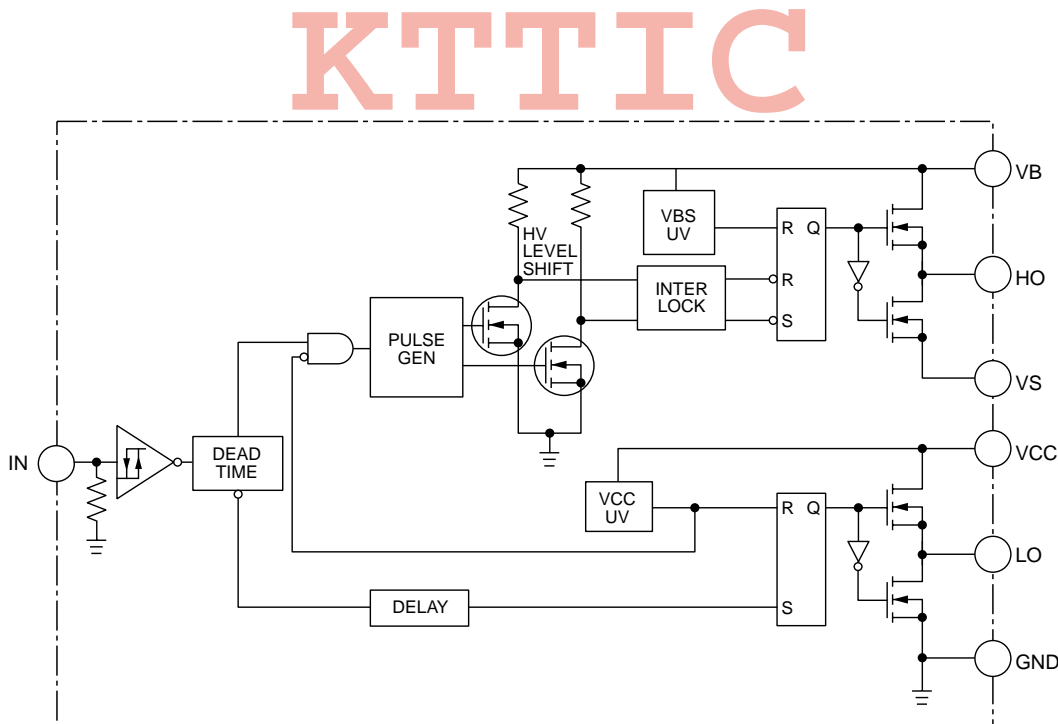 KTTIC
VB
VBS
UV
R Q
HV
LEVEL
SHIFT
INTER
LOCK
R
S
HO
PULSE
GEN
VS
IN
DEAD
TIME
VCC
VCC
UV
R Q
LO
DELAY
S
GND